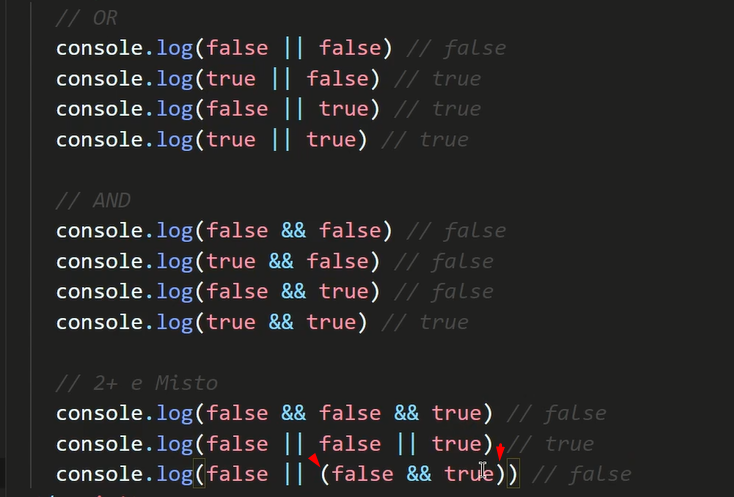 // OR
console.log(false || false) // false
console.log(true || false) // true
console.log(false || true) // true
console.log(true || true) // true
// AND
console.log(false && false) // false
console.log(true && false) // false
console.log(false && true) // false
console.log(true && true) // true
// 2+ e Misto
console.log(false && false && true) // false
console.log(false || false || true) // true
console.log(false || (false && true)) // false